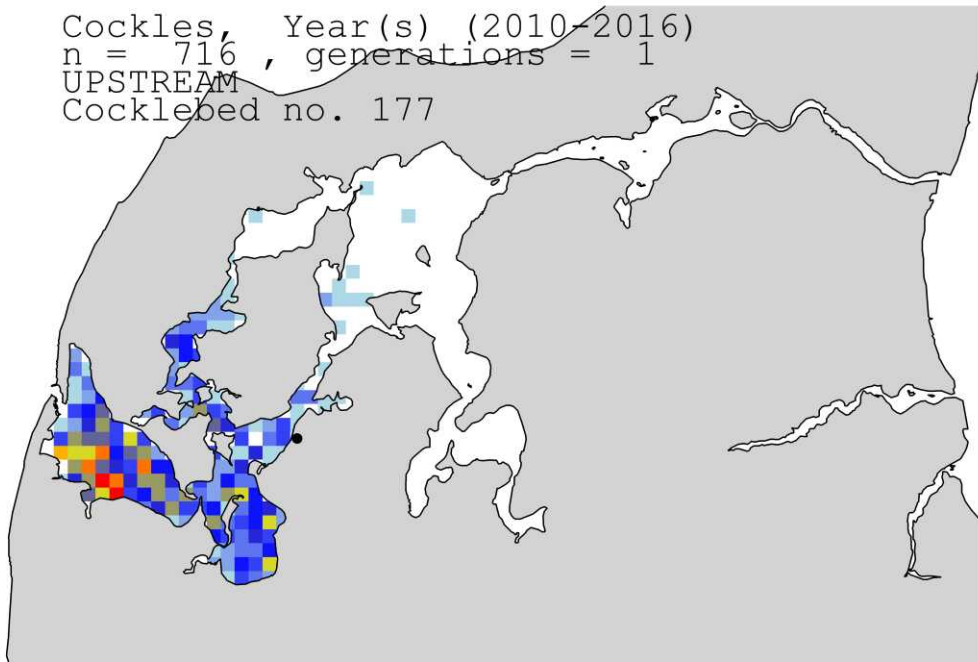 Cockles, Year(s) (2010-2016)
n = 716 , generations = 1
UPSTREAM
Cocklebed no. 177